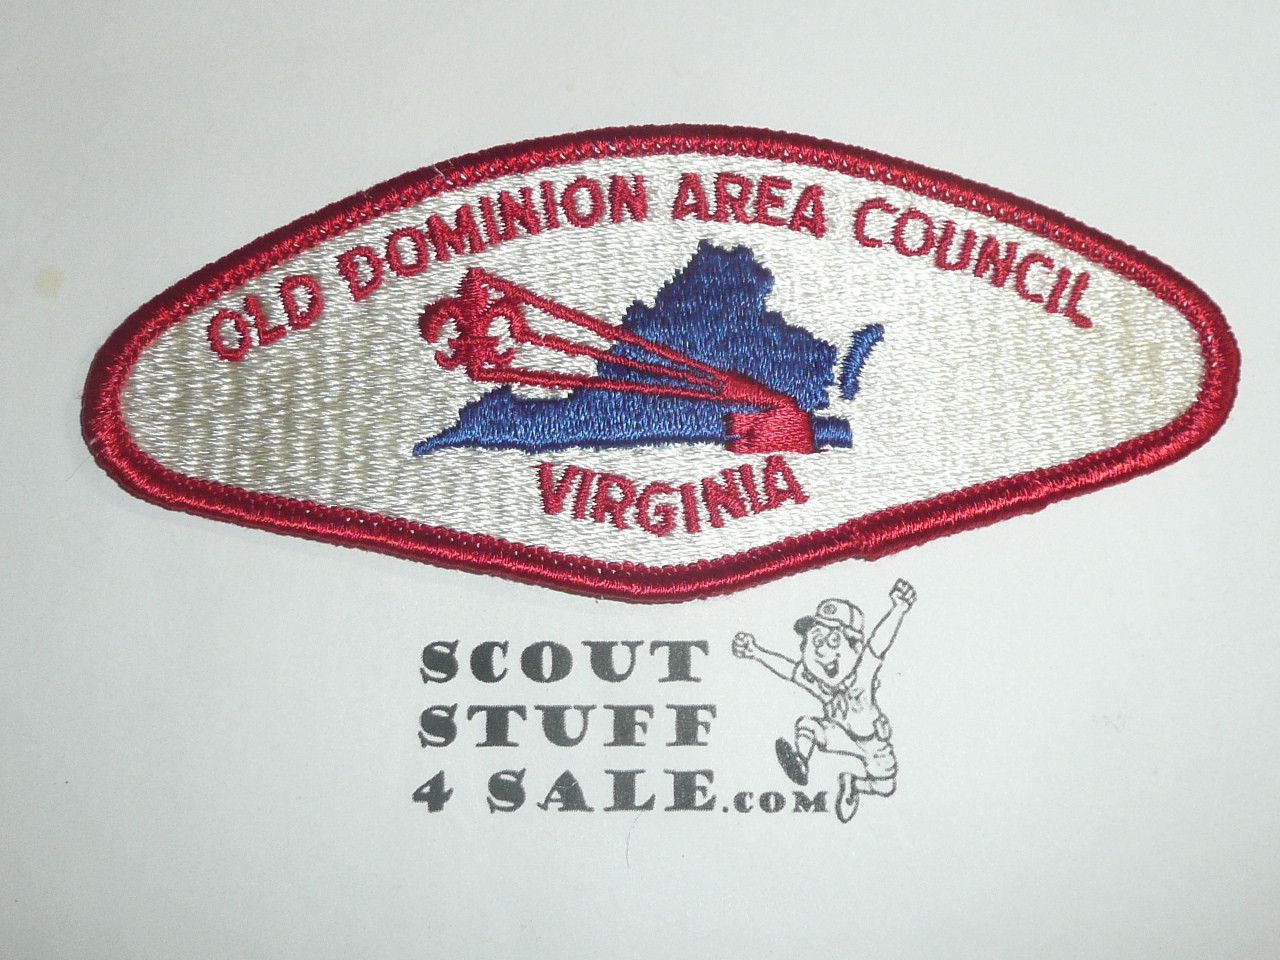 OLD DOMINION AREA COUNCIL
VIRGINIA
SCOUT
STUFF
4 SALE.COM